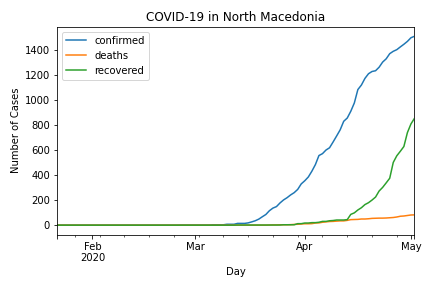 COVID-19 in North Macedonia
confirmed
deaths
recovered
Number of Cases
1400
1200
1000
800
600
400
200
0
Feb
2020
Mar
Apr
May
Day